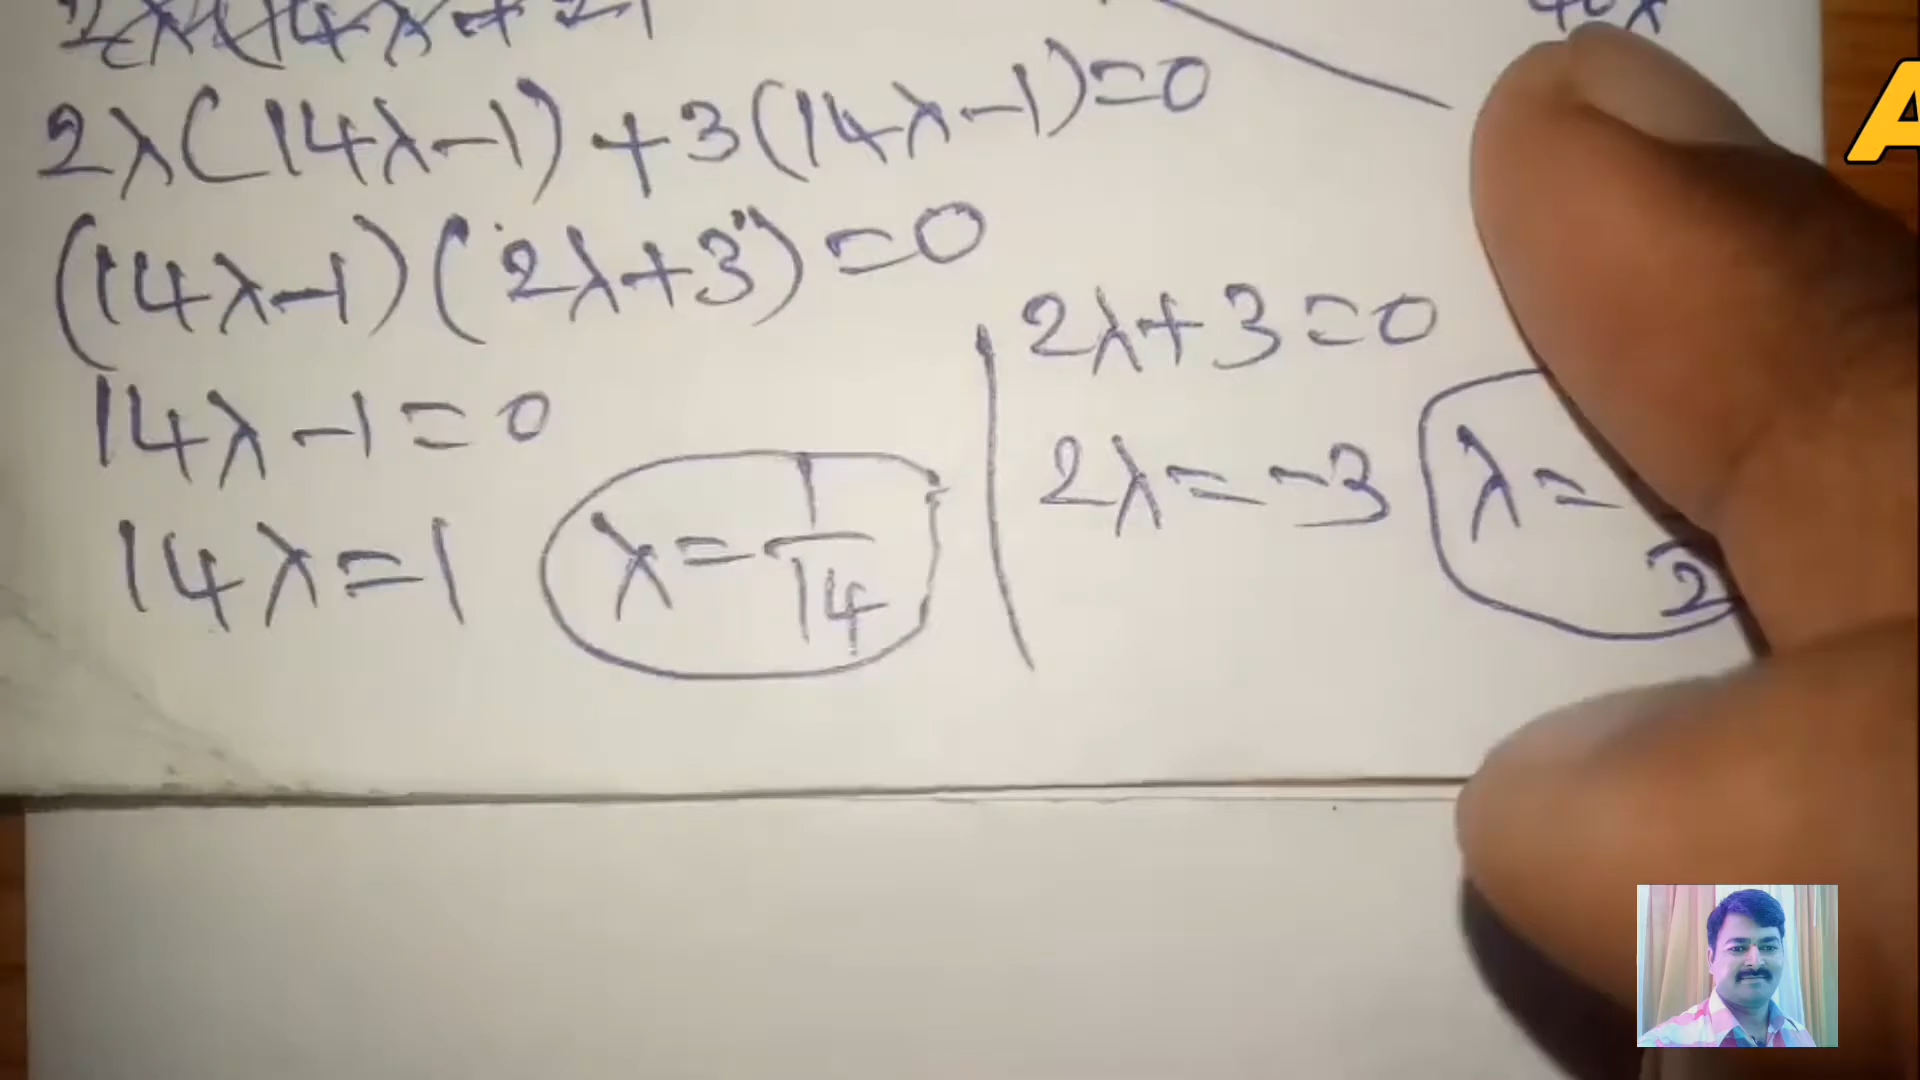 2λ(14λ-1)+3(14λ-1)=0
(14λ-1)(2λ+3)=0
14λ-1=0
14λ=1 λ=1/14
2λ+3=0
2λ=-3 λ=
2
A